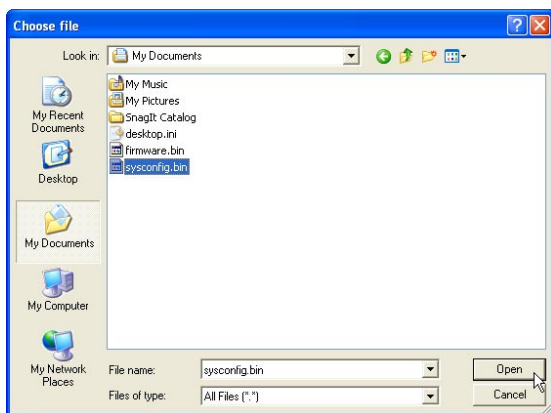 Choose file
Look in:
My Documents
My Recent
Documents
Desktop
My Documents
My Computer
My Network
Places
My Music
My Pictures
SnagIt Catalog
desktop.ini
firmware.bin
sysconfig.bin
File name:
sysconfig.bin
Open
Files of type:
All Files (*.*)
Cancel